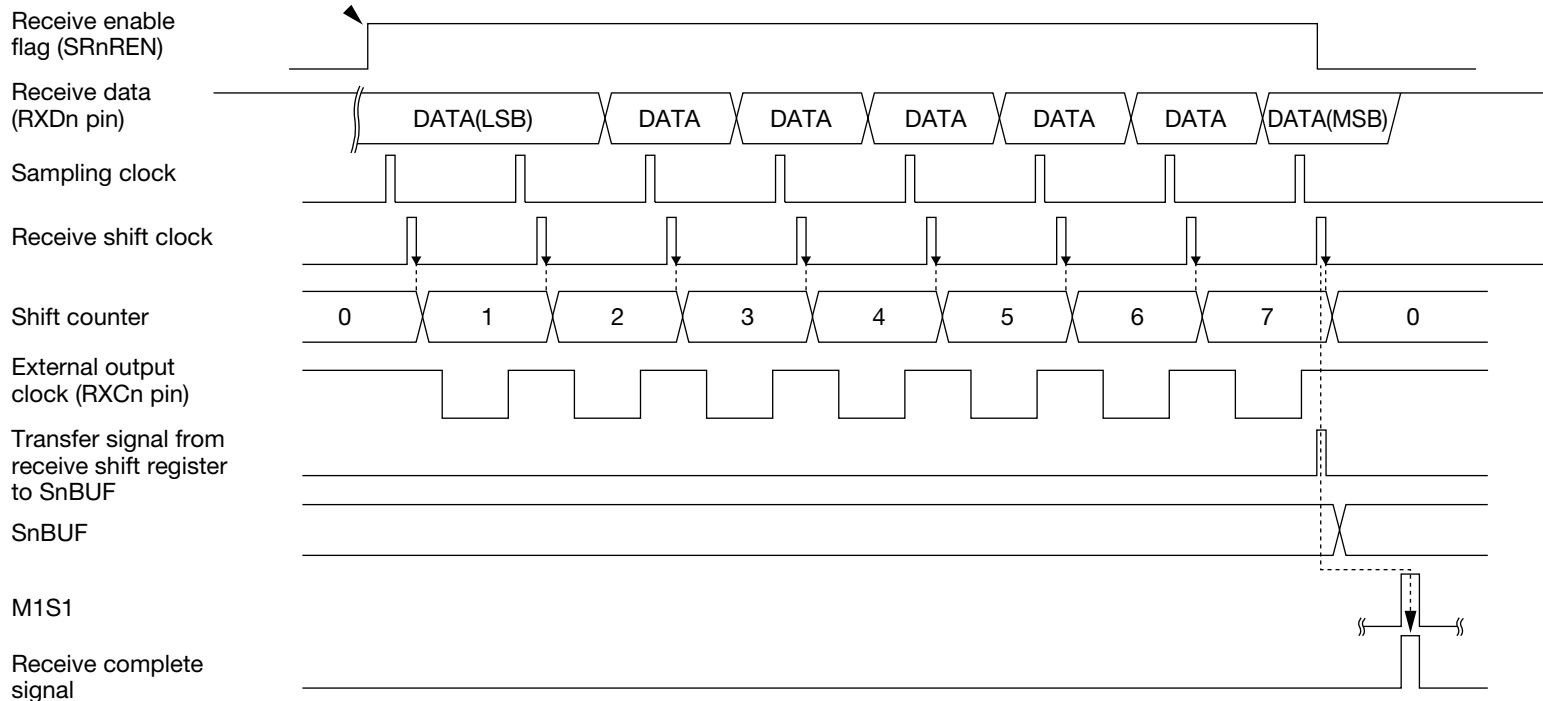 Receive enable
flag (SRnREN)
Receive data
(RXDn pin)
DATA(LSB) DATA DATA DATA DATA DATA DATA(MSB)
Sampling clock
Receive shift clock
Shift counter
0 1 2 3 4 5 6 7 0
External output
clock (RXCn pin)
Transfer signal from
receive shift register
to SnBUF
SnBUF
M1S1
Receive complete
signal